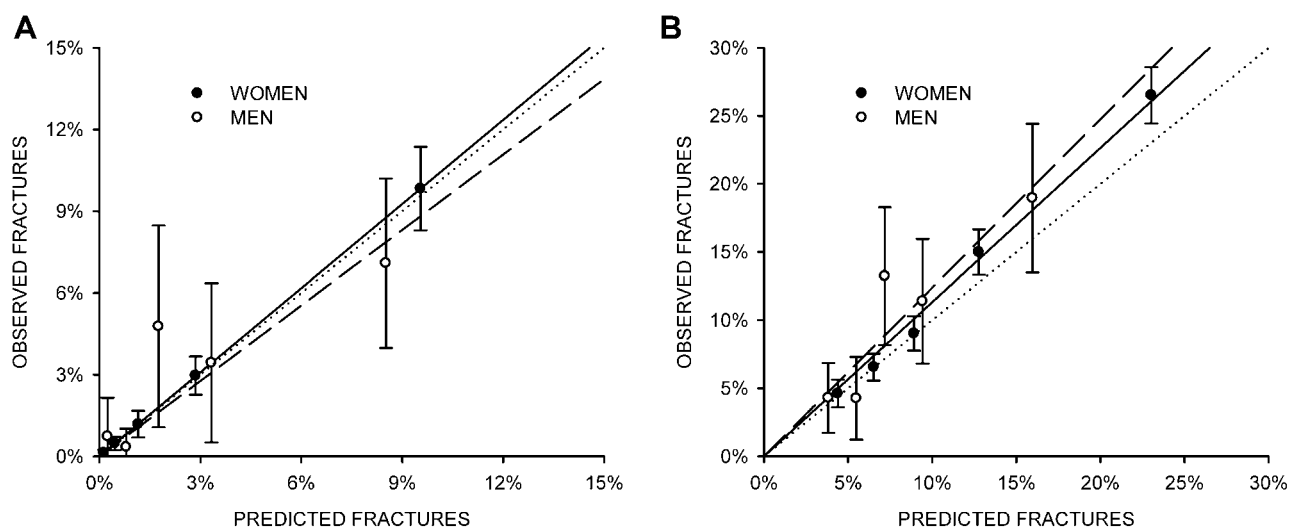 A
15%
12%
9%
6%
3%
0%
OBSERVED FRACTURES
WOMEN
MEN
0%
3%
6%
9%
12%
15%
PREDICTED FRACTURES
B
30%
25%
20%
15%
10%
5%
0%
OBSERVED FRACTURES
WOMEN
MEN
0%
5%
10%
15%
20%
25%
30%
PREDICTED FRACTURES